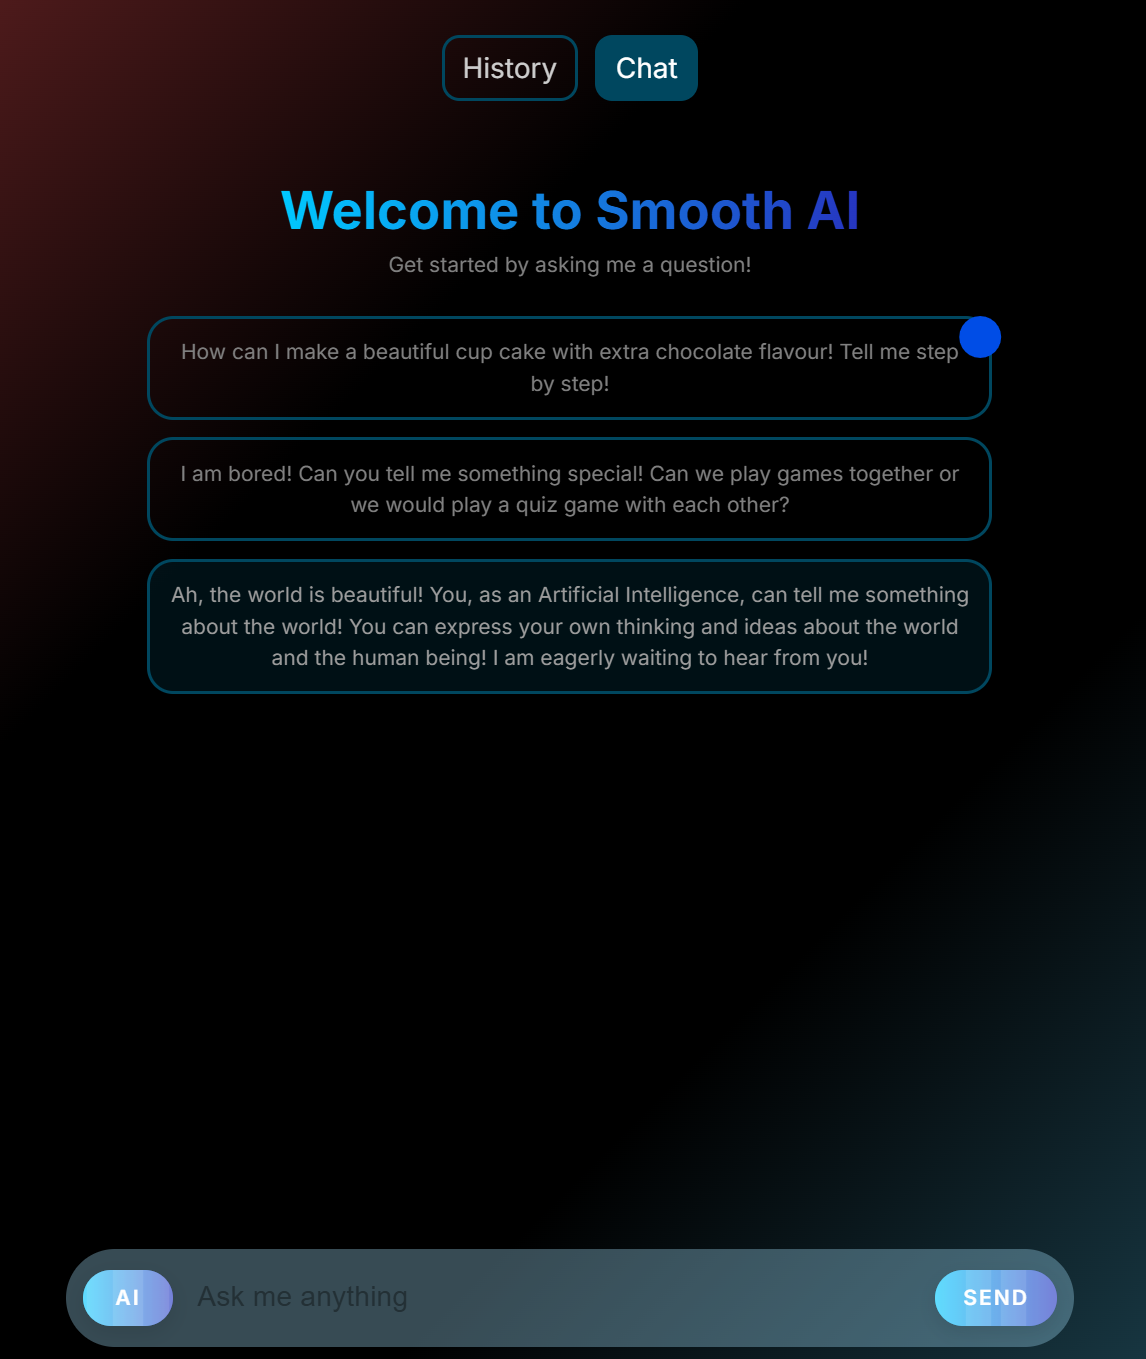 History
Chat
Welcome to Smooth AI
Get started by asking me a question!
How can I make a beautiful cup cake with extra chocolate flavour! Tell me step
by step!
I am bored! Can you tell me something special! Can we play games together or
we would play a quiz game with each other?
Ah, the world is beautiful! You, as an Artificial Intelligence, can tell me something
about the world! You can express your own thinking and ideas about the world
and the human being! I am eagerly waiting to hear from you!
AI
Ask me anything
SEND